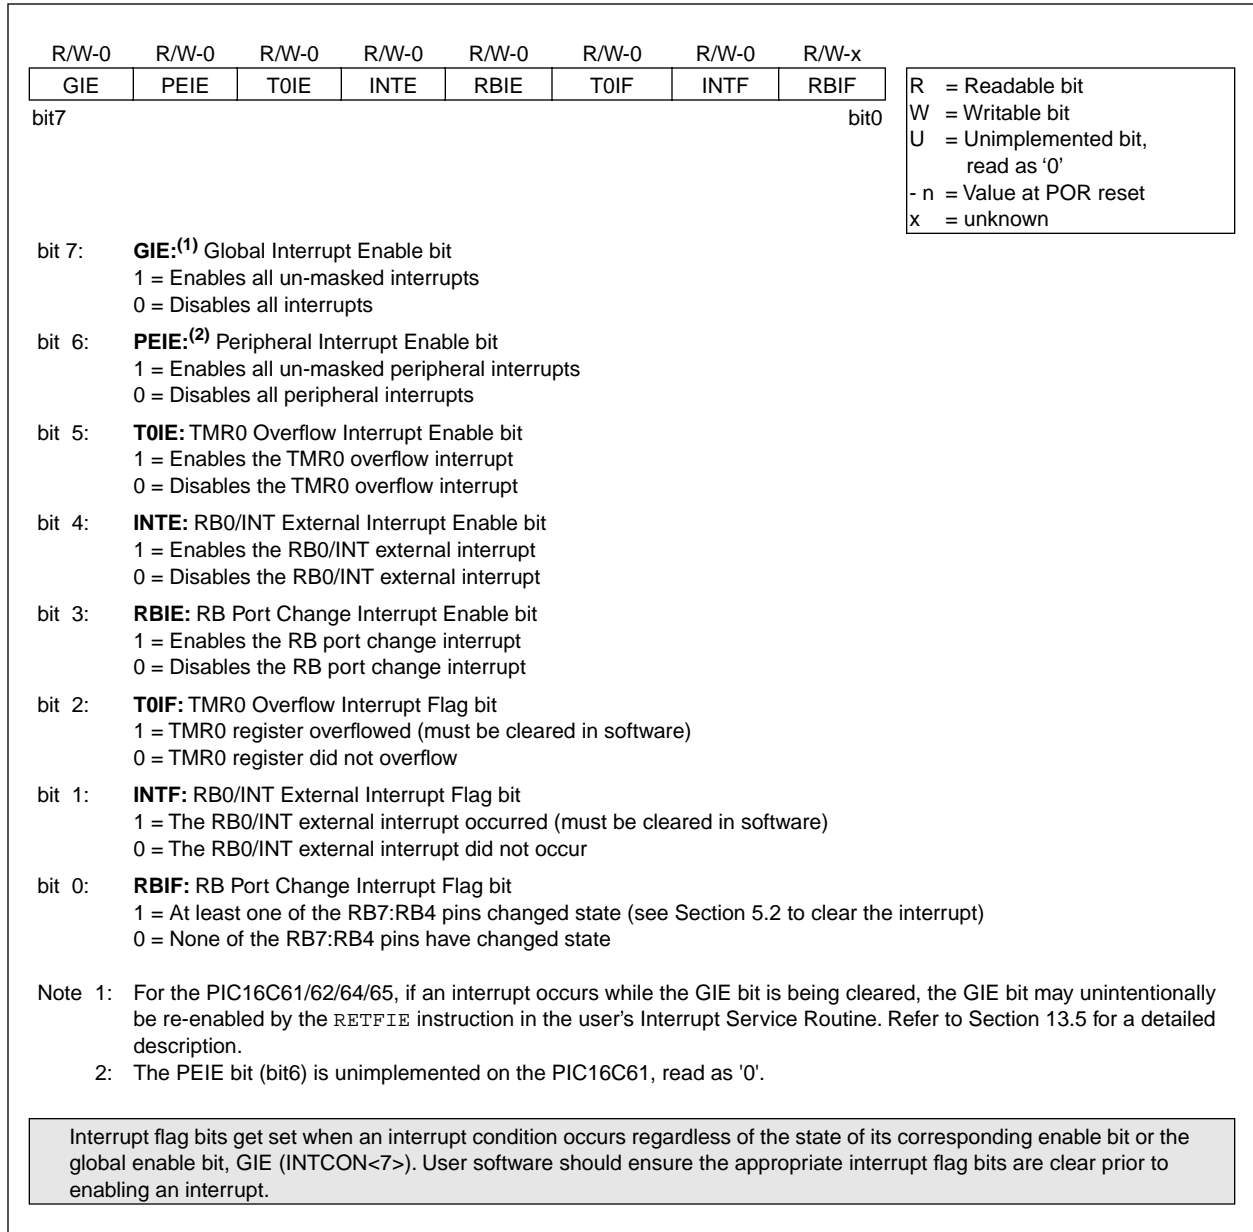 R/W-0 R/W-0 R/W-0 R/W-0 R/W-0 R/W-0 R/W-0 R/W-x
GIE PEIE T0IE INTE RBIE T0IF INTF RBIF
bit7 bit0
R = Readable bit
W = Writable bit
U = Unimplemented bit,
read as ‘0’
- n = Value at POR reset
x = unknown
bit 7: GIE:(1) Global Interrupt Enable bit
1 = Enables all un-masked interrupts
0 = Disables all interrupts
bit 6: PEIE:(2) Peripheral Interrupt Enable bit
1 = Enables all un-masked peripheral interrupts
0 = Disables all peripheral interrupts
bit 5: T0IE: TMR0 Overflow Interrupt Enable bit
1 = Enables the TMR0 overflow interrupt
0 = Disables the TMR0 overflow interrupt
bit 4: INTE: RB0/INT External Interrupt Enable bit
1 = Enables the RB0/INT external interrupt
0 = Disables the RB0/INT external interrupt
bit 3: RBIE: RB Port Change Interrupt Enable bit
1 = Enables the RB port change interrupt
0 = Disables the RB port change interrupt
bit 2: T0IF: TMR0 Overflow Interrupt Flag bit
1 = TMR0 register overflowed (must be cleared in software)
0 = TMR0 register did not overflow
bit 1: INTF: RB0/INT External Interrupt Flag bit
1 = The RB0/INT external interrupt occurred (must be cleared in software)
0 = The RB0/INT external interrupt did not occur
bit 0: RBIF: RB Port Change Interrupt Flag bit
1 = At least one of the RB7:RB4 pins changed state (see Section 5.2 to clear the interrupt)
0 = None of the RB7:RB4 pins have changed state
Note 1: For the PIC16C61/62/64/65, if an interrupt occurs while the GIE bit is being cleared, the GIE bit may unintentionally
be re-enabled by the RETFIE instruction in the user’s Interrupt Service Routine. Refer to Section 13.5 for a detailed
description.
2: The PEIE bit (bit6) is unimplemented on the PIC16C61, read as '0'.
Interrupt flag bits get set when an interrupt condition occurs regardless of the state of its corresponding enable bit or the
global enable bit, GIE (INTCON<7>). User software should ensure the appropriate interrupt flag bits are clear prior to
enabling an interrupt.